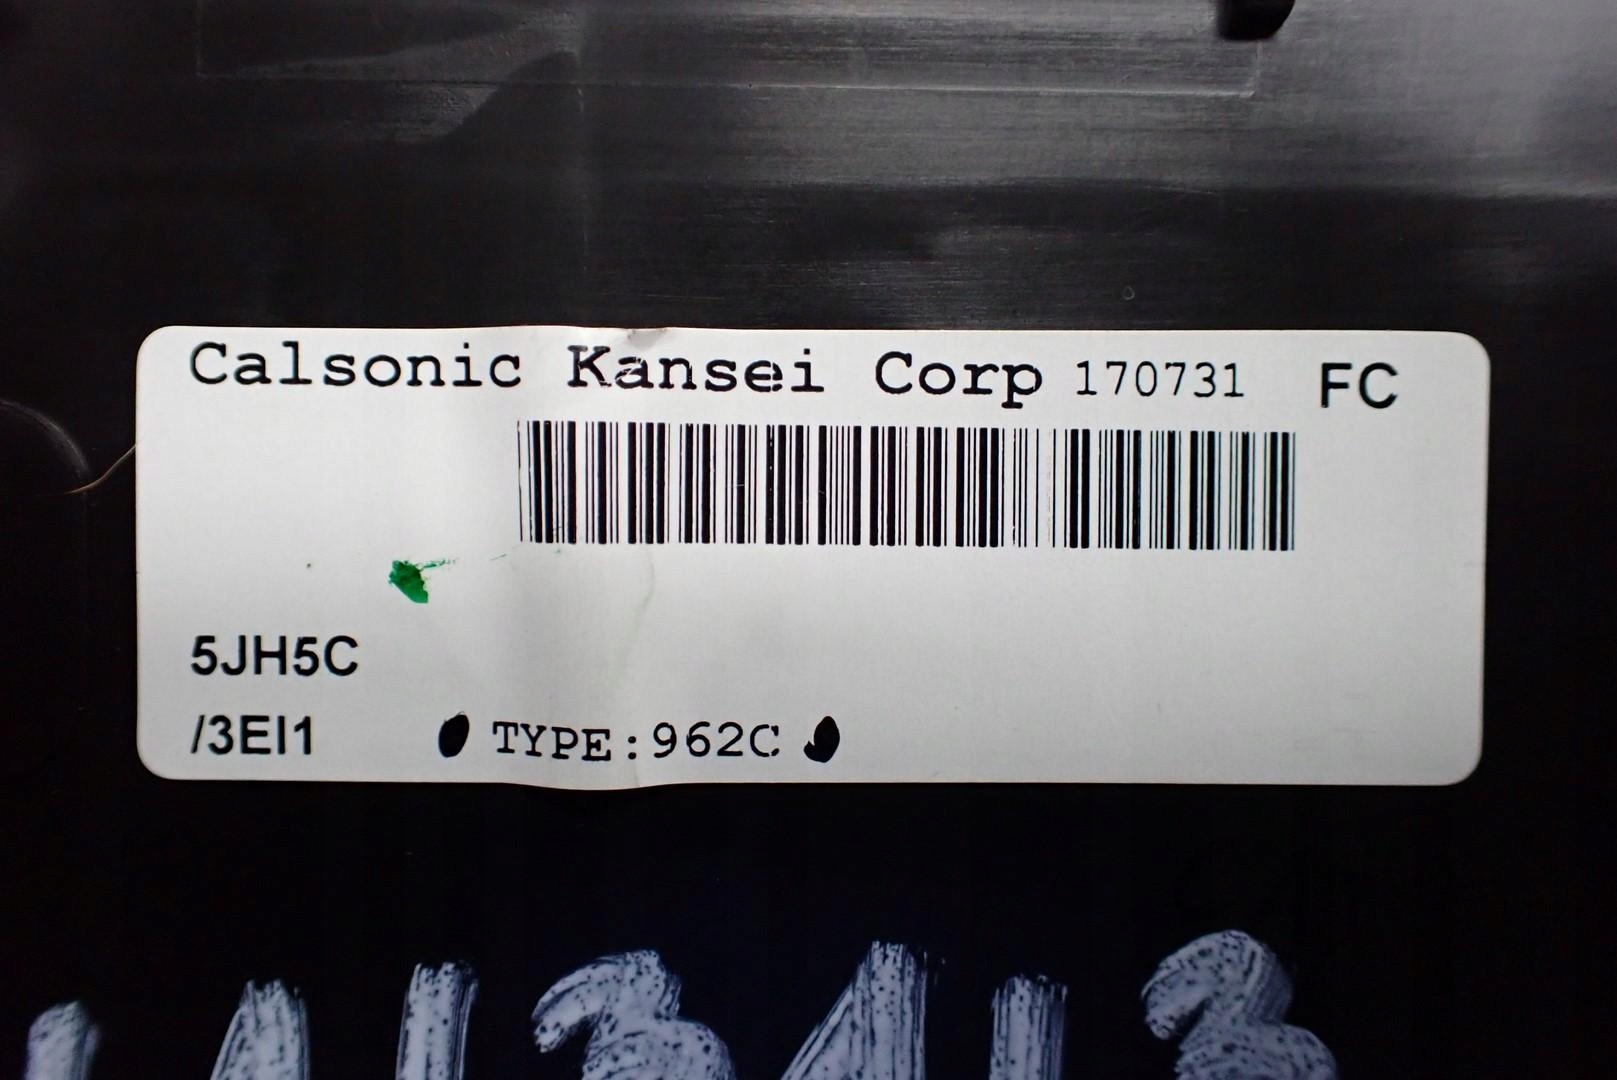 Calsonic Kansei Corp 170731 FC
5JH5C
/3EI1 TYPE:962C